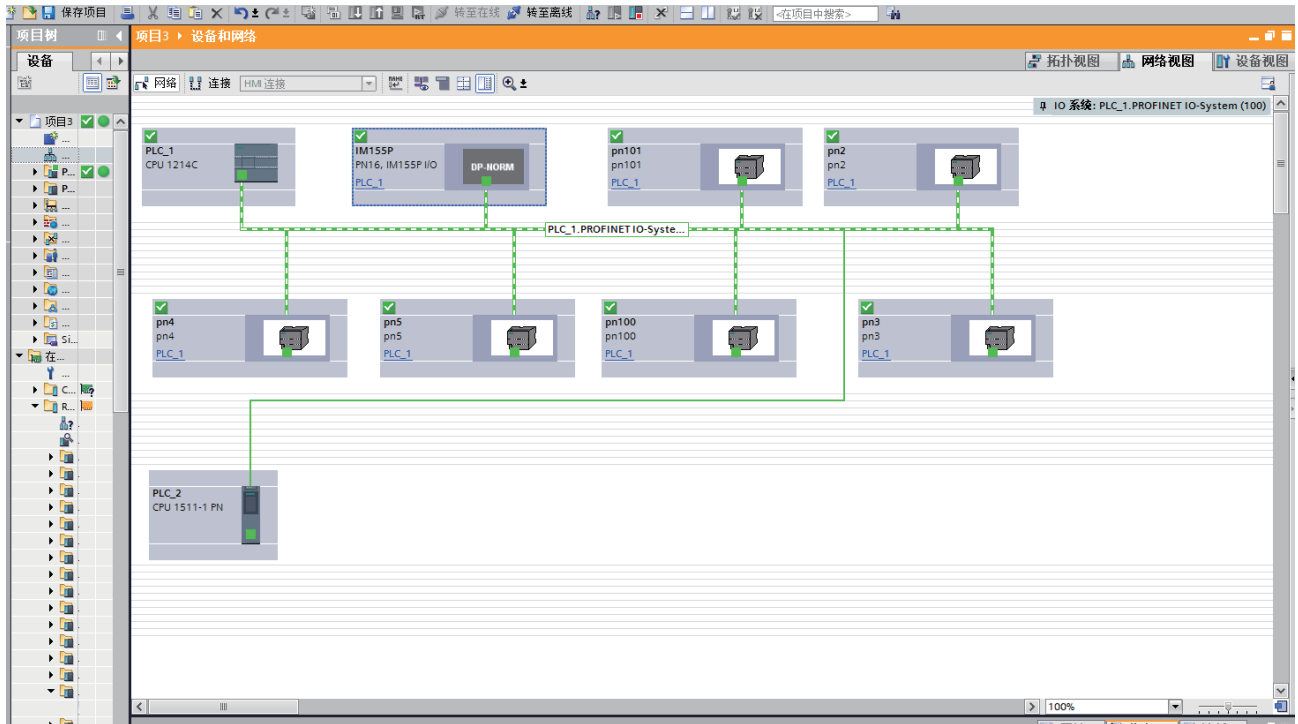 保存项目
转至在线
转至离线
<在项目中搜索>
项目树
项目3
设备和网络
设备
拓扑视图
网络视图
设备视图
网络
连接
HMI 连接
IO 系统: PLC_1.PROFINET IO-System (100)
项目3
...
...
P...
P...
...
...
...
...
...
...
...
...
Si...
在...
...
C...
R...
PLC_1
CPU 1214C
IM155P
PN16, IM155P I/O
PLC_1
DP-NORM
pn101
pn101
PLC_1
pn2
pn2
PLC_1
PLC_1.PROFINET IO-Syste...
pn4
pn4
PLC_1
pn5
pn5
PLC_1
pn100
pn100
PLC_1
pn3
pn3
PLC_1
PLC_2
CPU 1511-1 PN
100%